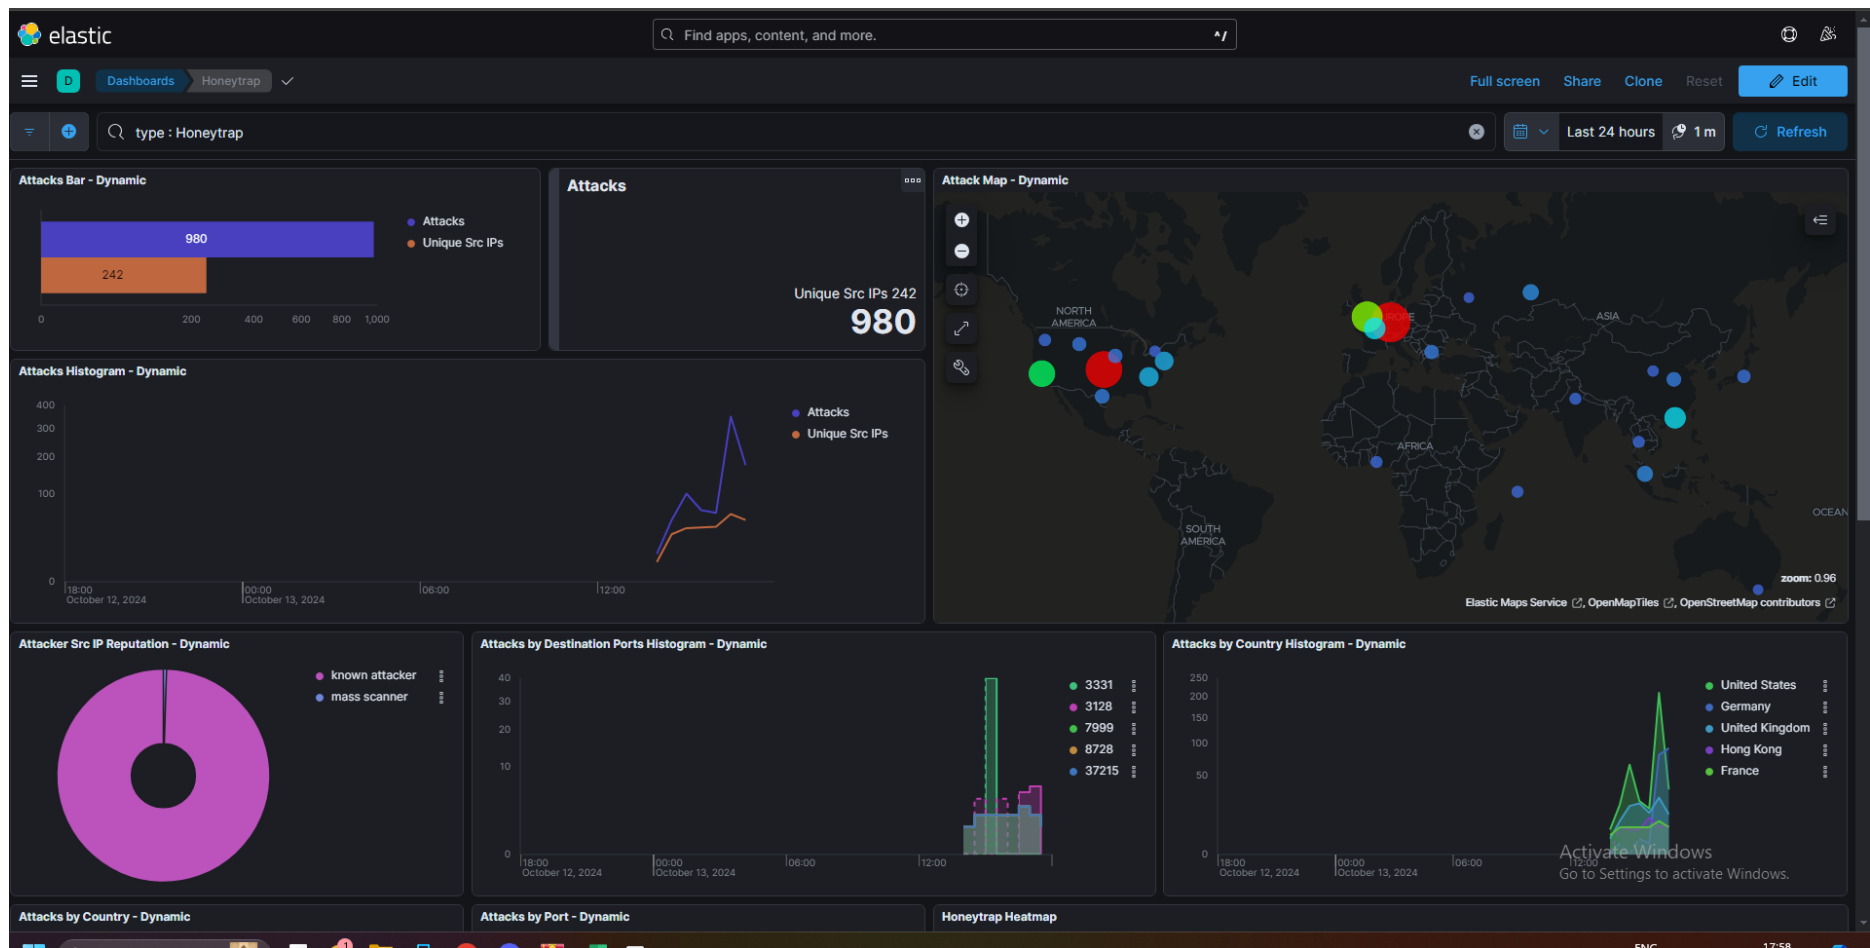 elastic
Find apps, content, and more.
^/
D
Dashboards
Honeytrap
Full screen
Share
Clone
Reset
Edit
type : Honeytrap
Last 24 hours
1 m
Refresh
Attacks Bar - Dynamic
980
242
0 200 400 600 800 1,000
Attacks
Unique Src IPs
Attacks
Unique Src IPs 242
980
Attack Map - Dynamic
NORTH
AMERICA
ASIA
AFRICA
SOUTH
AMERICA
OCEAN
zoom: 0.96
Elastic Maps Service , OpenMapTiles , OpenStreetMap contributors
Attacks Histogram - Dynamic
400
300
200
100
0
18:00
October 12, 2024
00:00
October 13, 2024
06:00
12:00
Attacks
Unique Src IPs
Attacker Src IP Reputation - Dynamic
known attacker
mass scanner
Attacks by Destination Ports Histogram - Dynamic
40
30
20
10
0
18:00
October 12, 2024
00:00
October 13, 2024
06:00
12:00
3331
3128
7999
8728
37215
Attacks by Country Histogram - Dynamic
250
200
150
100
50
0
18:00
October 12, 2024
00:00
October 13, 2024
06:00
12:00
United States
Germany
United Kingdom
Hong Kong
France
Activate Windows
Go to Settings to activate Windows.
Attacks by Country - Dynamic
Attacks by Port - Dynamic
Honeytrap Heatmap
1
ENG
17:58